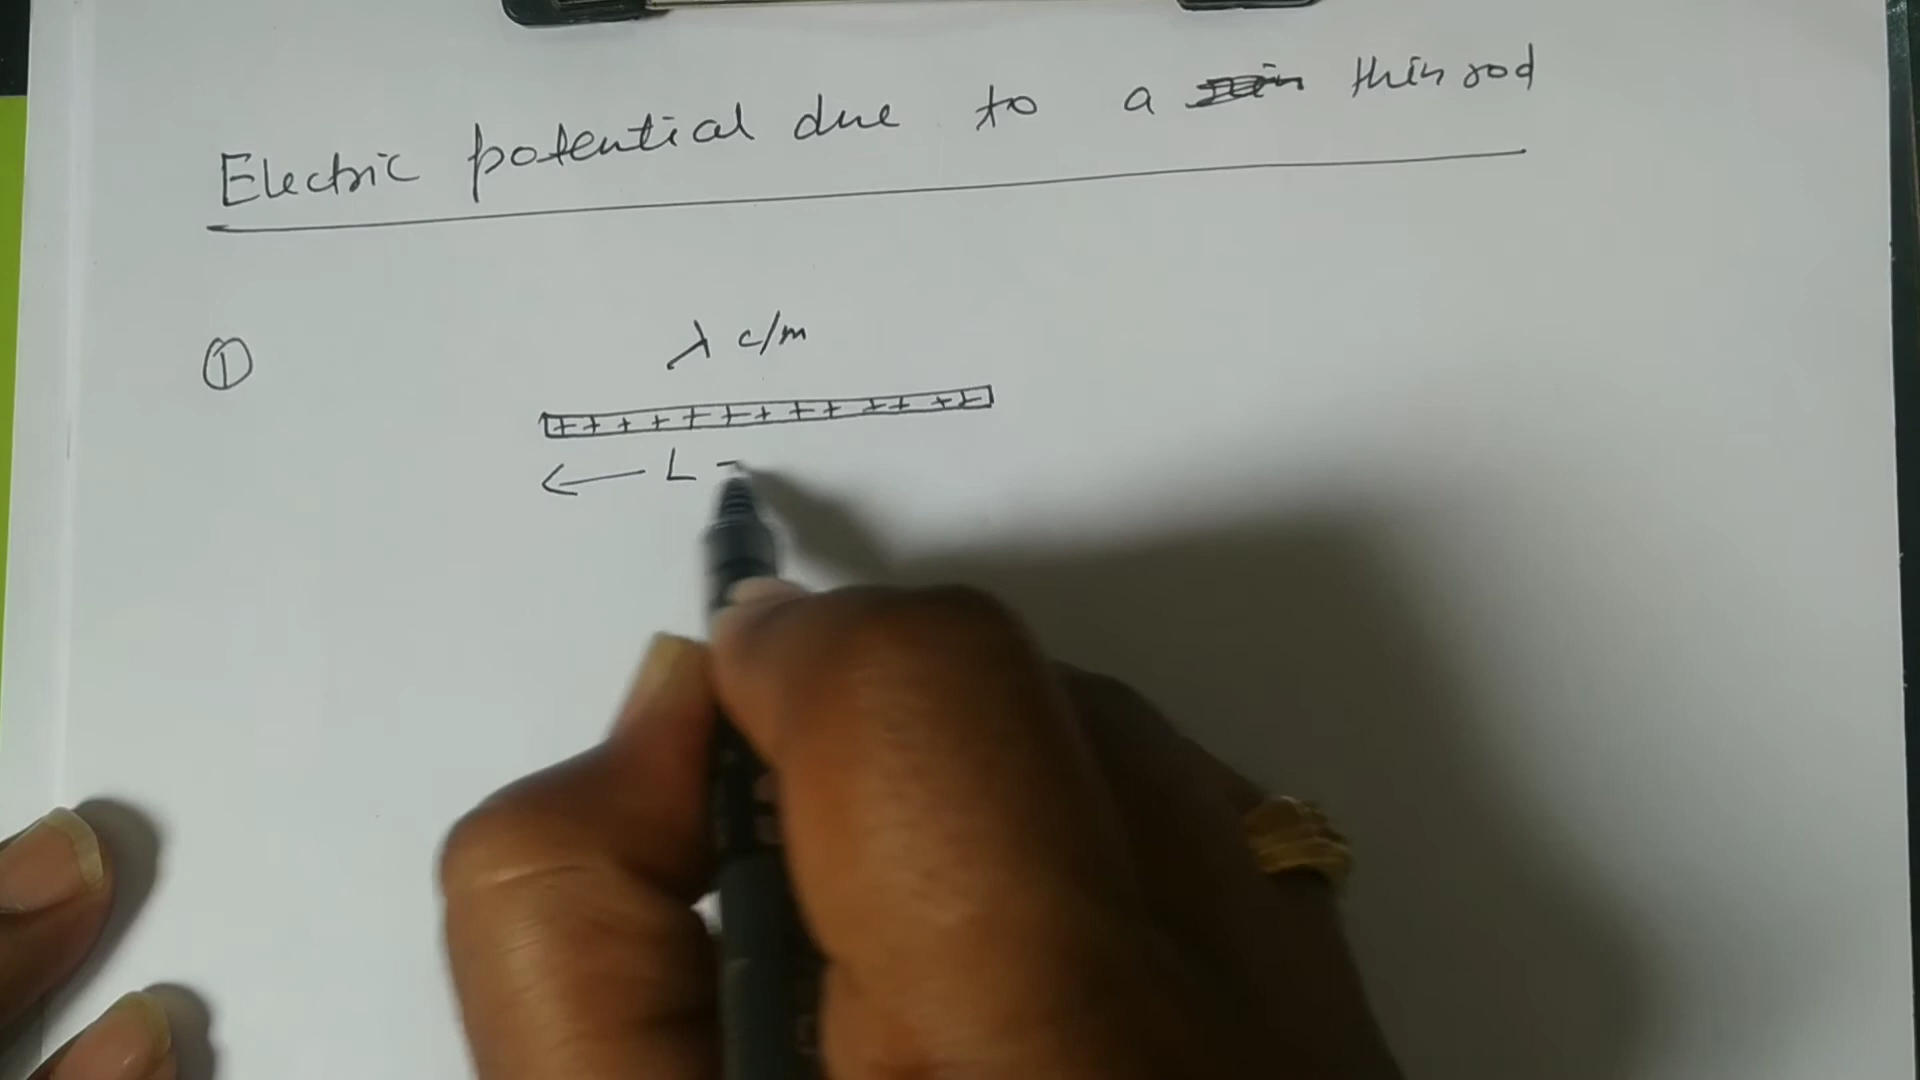 Electric potential due to a thin rod
①
λ c/m
+ + + + + + + + + + + + +
L